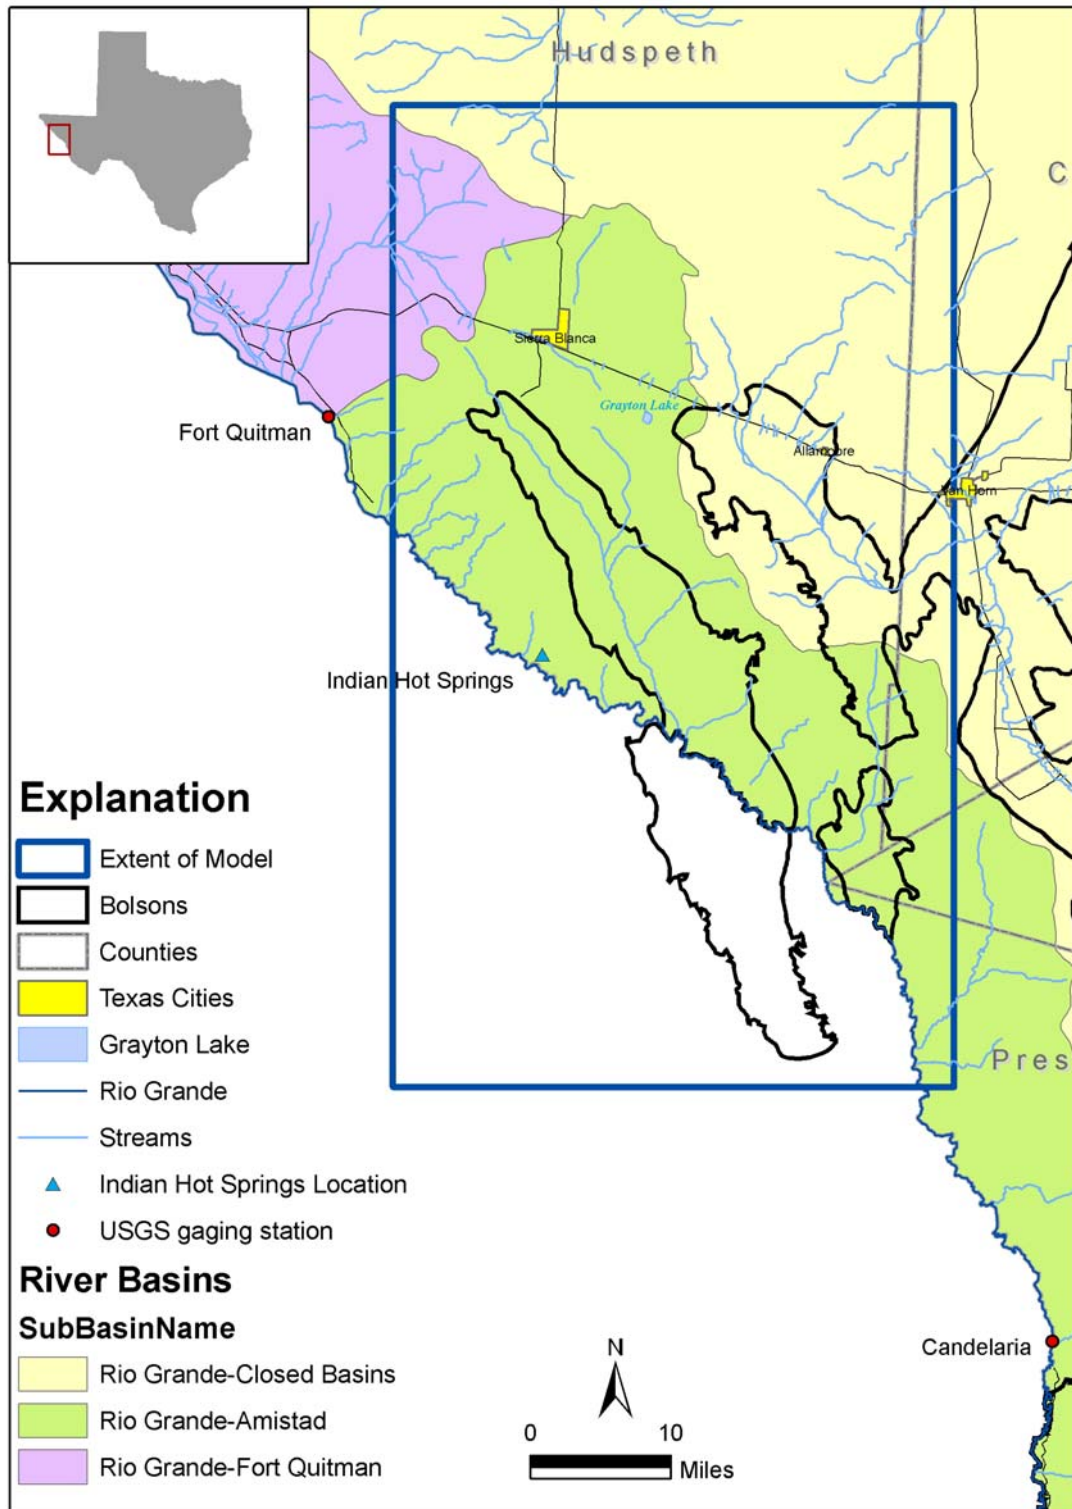 Hudspeth
C
Sierra Blanca
Grayton Lake
Fort Quitman
Allamoore
Van Horn
Indian Hot Springs
Explanation
Extent of Model
Bolsons
Counties
Texas Cities
Grayton Lake
Rio Grande
Streams
Indian Hot Springs Location
USGS gaging station
Pres
River Basins
SubBasinName
Rio Grande-Closed Basins
Rio Grande-Amistad
Rio Grande-Fort Quitman
N
0 10
Miles
Candelaria